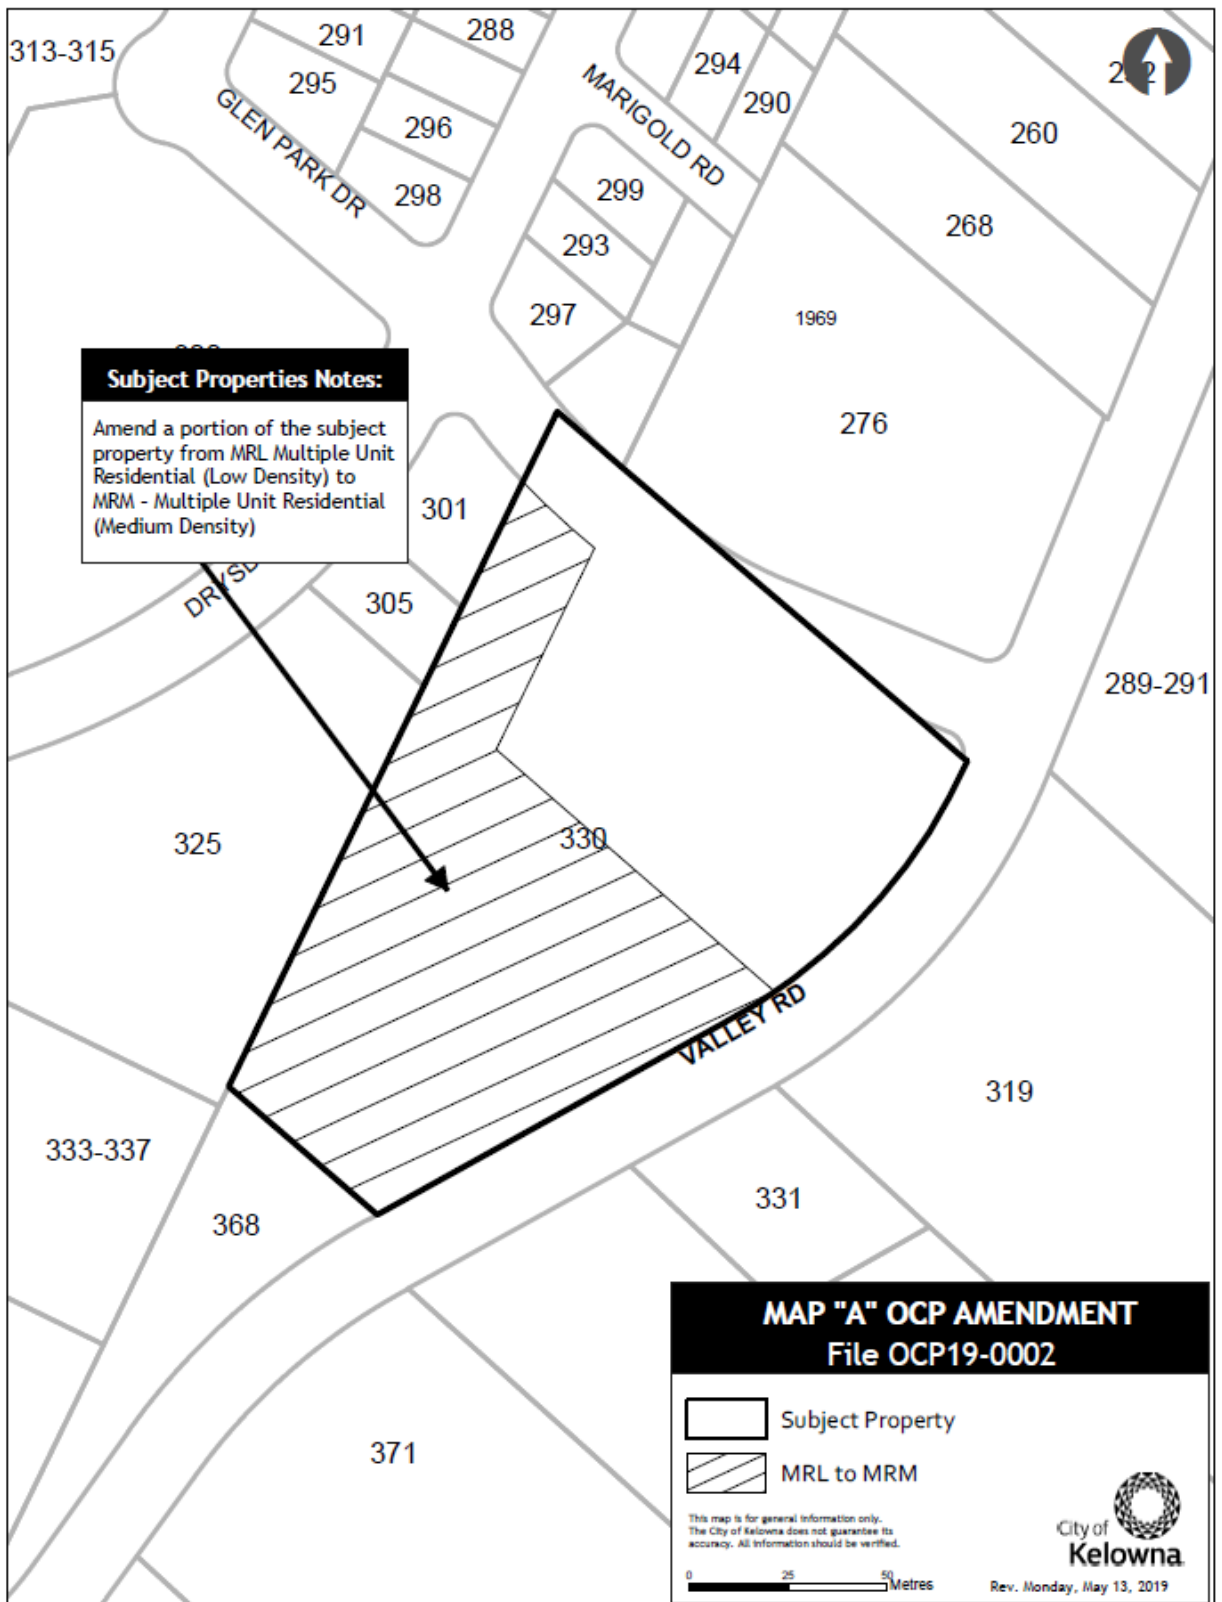 313-315
291
288
295
296
298
GLEN PARK DR
MARIGOLD RD
294
290
299
293
297
260
268
1969
276
Subject Properties Notes:
Amend a portion of the subject
property from MRL Multiple Unit
Residential (Low Density) to
MRM - Multiple Unit Residential
(Medium Density)
301
305
289-291
325
330
VALLEY RD
319
333-337
368
331
371
MAP "A" OCP AMENDMENT
File OCP19-0002
Subject Property
MRL to MRM
This map is for general information only.
The City of Kelowna does not guarantee its
accuracy. All information should be verified.
0 25 50 Metres
City of
Kelowna
Rev. Monday, May 13, 2019